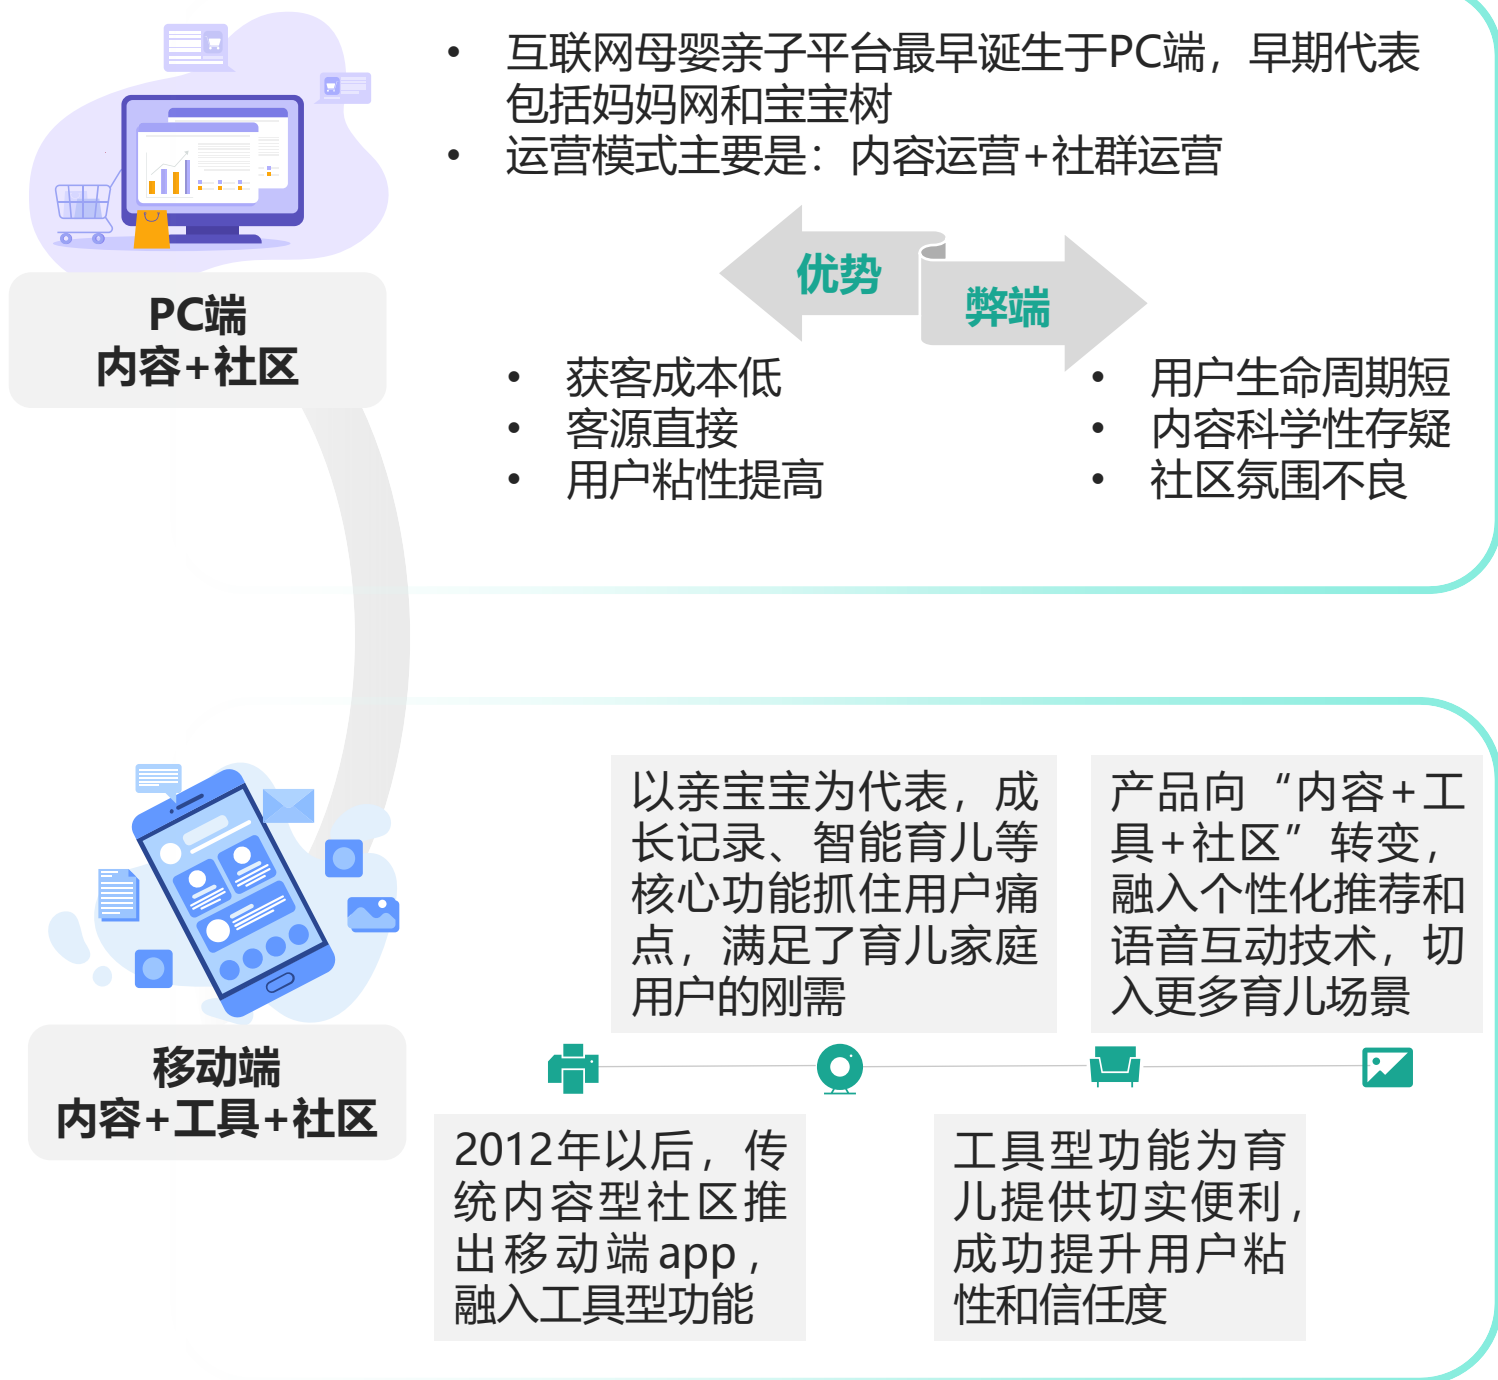 互联网母婴亲子平台最早诞生于PC端，早期代表
包括妈妈网和宝宝树
运营模式主要是：内容运营+社群运营
PC端
内容+社区
优势
弊端
获客成本低
客源直接
用户粘性提高
用户生命周期短
内容科学性存疑
社区氛围不良
移动端
内容+工具+社区
2012年以后，传
统内容型社区推
出移动端app，
融入工具型功能
以亲宝宝为代表，成
长记录、智能育儿等
核心功能抓住用户痛
点，满足了育儿家庭
用户的刚需
工具型功能为育
儿提供切实便利，
成功提升用户粘
性和信任度
产品向“内容+工
具+社区”转变，
融入个性化推荐和
语音互动技术，切
入更多育儿场景